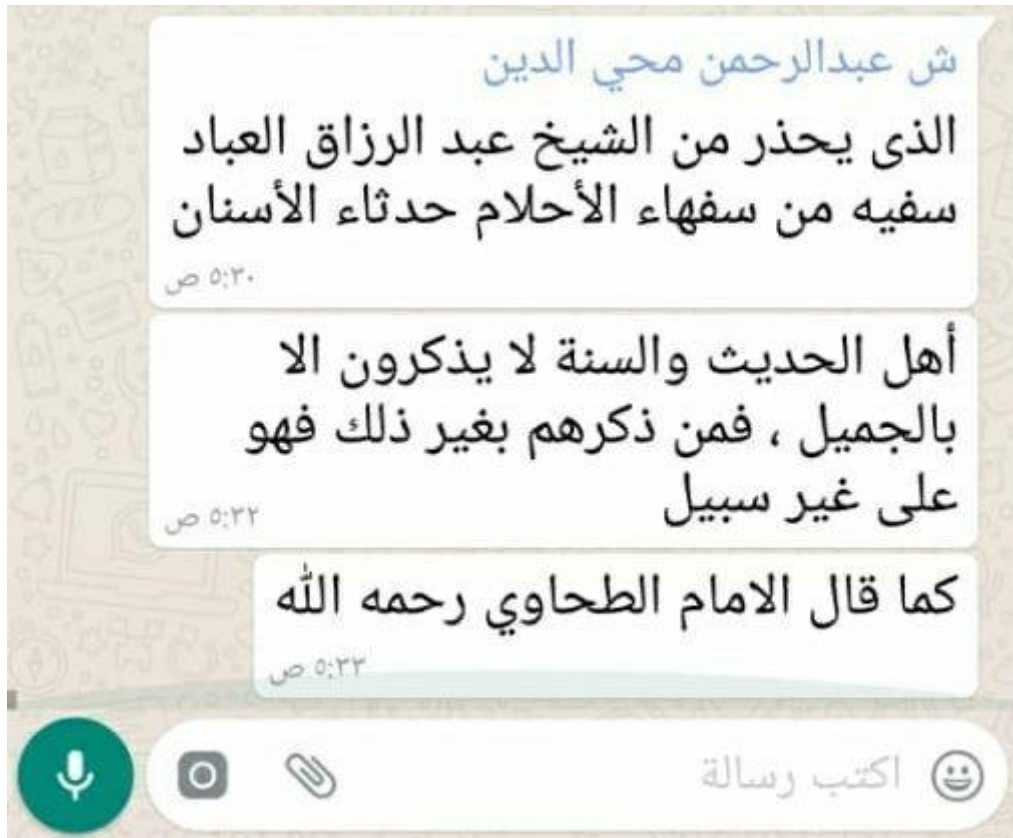 ش عبدالرحمن محي الدين
الذى يحذر من الشيخ عبد الرزاق العباد
سفيه من سفهاء الأحلام حدثاء الأسنان
٥:٣٠ ص
أهل الحديث والسنة لا يذكرون الا
بالجميل ، فمن ذكرهم بغير ذلك فهو
على غير سبيل
٥:٣٢ ص
كما قال الامام الطحاوي رحمه الله
٥:٣٣ ص
اكتب رسالة